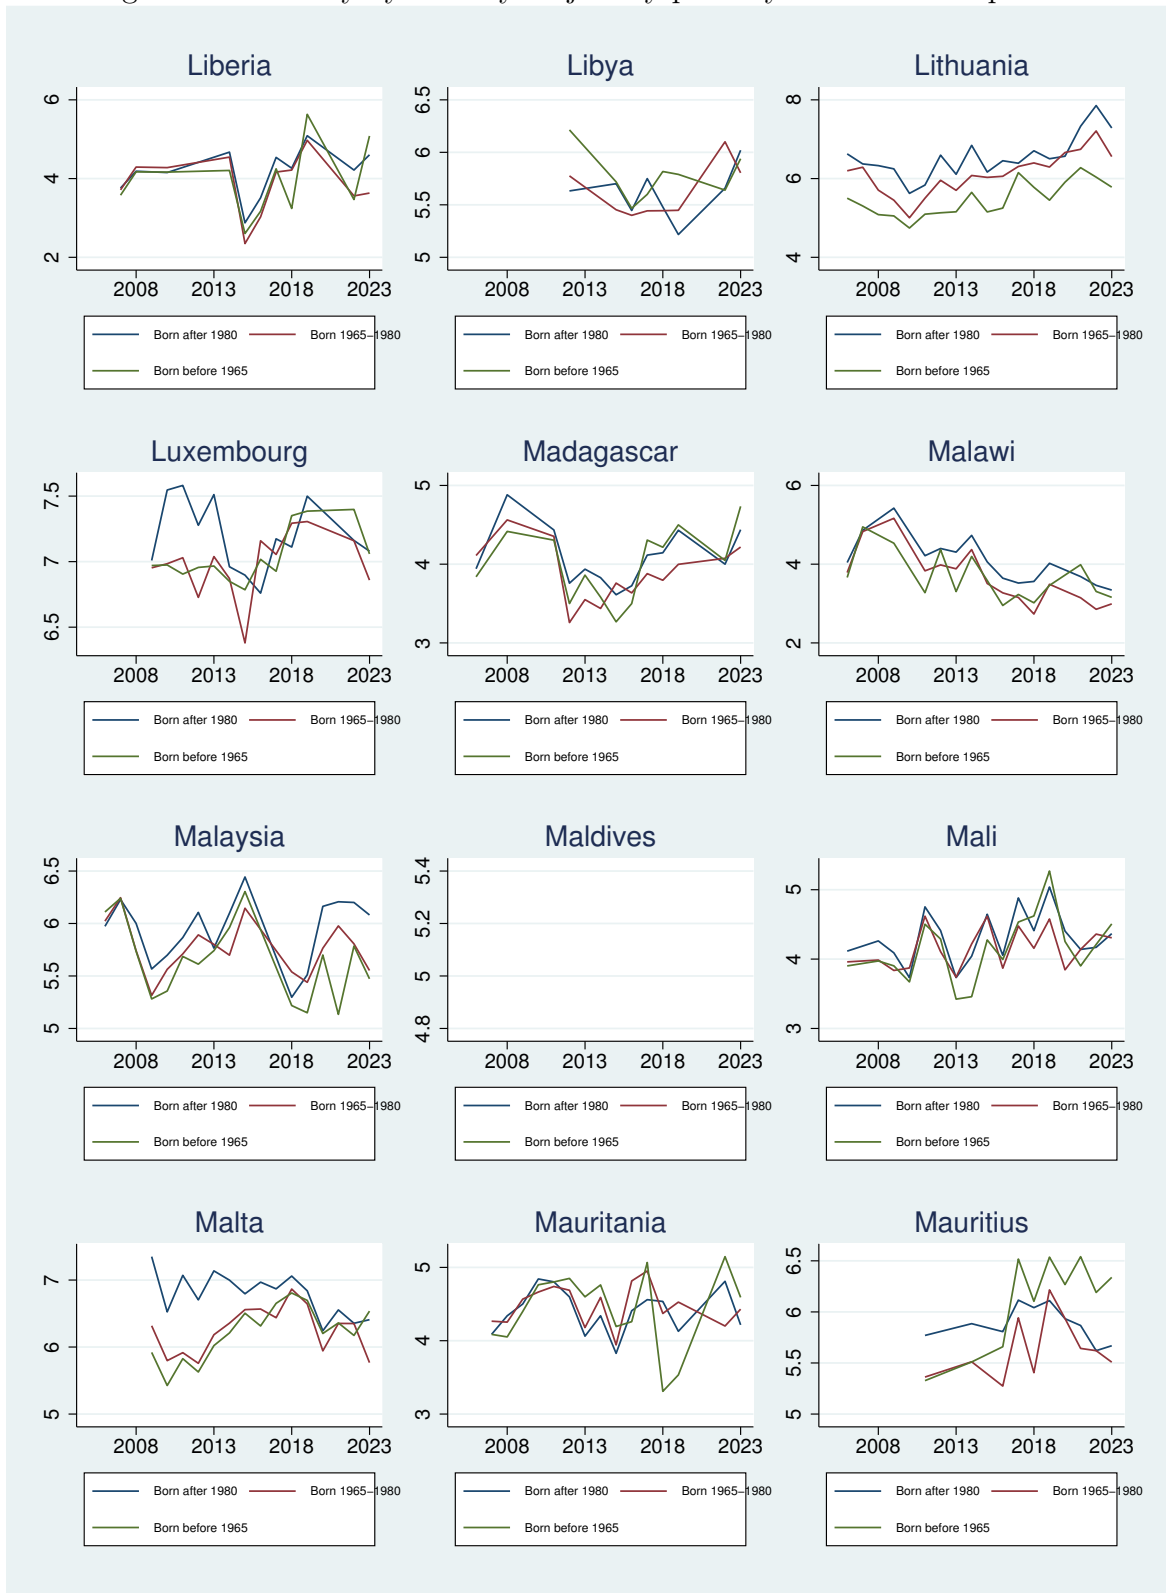 Liberia
Libya
Lithuania
6
4
2
2008 2013 2018 2023
6.5
6
5.5
5
2008 2013 2018 2023
8
6
4
2008 2013 2018 2023
Born after 1980 Born 1965–1980
Born before 1965
Born after 1980 Born 1965–1980
Born before 1965
Born after 1980 Born 1965–1980
Born before 1965
Luxembourg
Madagascar
Malawi
7.5
7
6.5
2008 2013 2018 2023
5
4
3
2008 2013 2018 2023
6
4
2
2008 2013 2018 2023
Born after 1980 Born 1965–1980
Born before 1965
Born after 1980 Born 1965–1980
Born before 1965
Born after 1980 Born 1965–1980
Born before 1965
Malaysia
Maldives
Mali
6.5
6
5.5
5
2008 2013 2018 2023
5.4
5.2
5
4.8
2008 2013 2018 2023
5
4
3
2008 2013 2018 2023
Born after 1980 Born 1965–1980
Born before 1965
Born after 1980 Born 1965–1980
Born before 1965
Born after 1980 Born 1965–1980
Born before 1965
Malta
Mauritania
Mauritius
7
6
5
2008 2013 2018 2023
5
4
3
2008 2013 2018 2023
6.5
6
5.5
5
2008 2013 2018 2023
Born after 1980 Born 1965–1980
Born before 1965
Born after 1980 Born 1965–1980
Born before 1965
Born after 1980 Born 1965–1980
Born before 1965